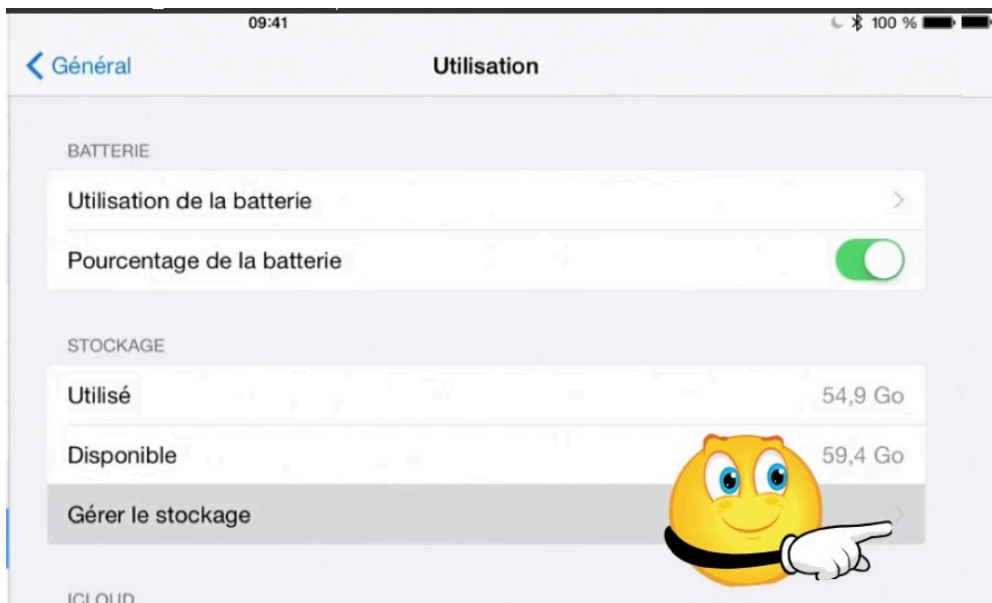 09:41
100 %
Général
Utilisation
BATTERIE
Utilisation de la batterie
Pourcentage de la batterie
STOCKAGE
Utilisé 54,9 Go
Disponible 59,4 Go
Gérer le stockage
ICLOUD